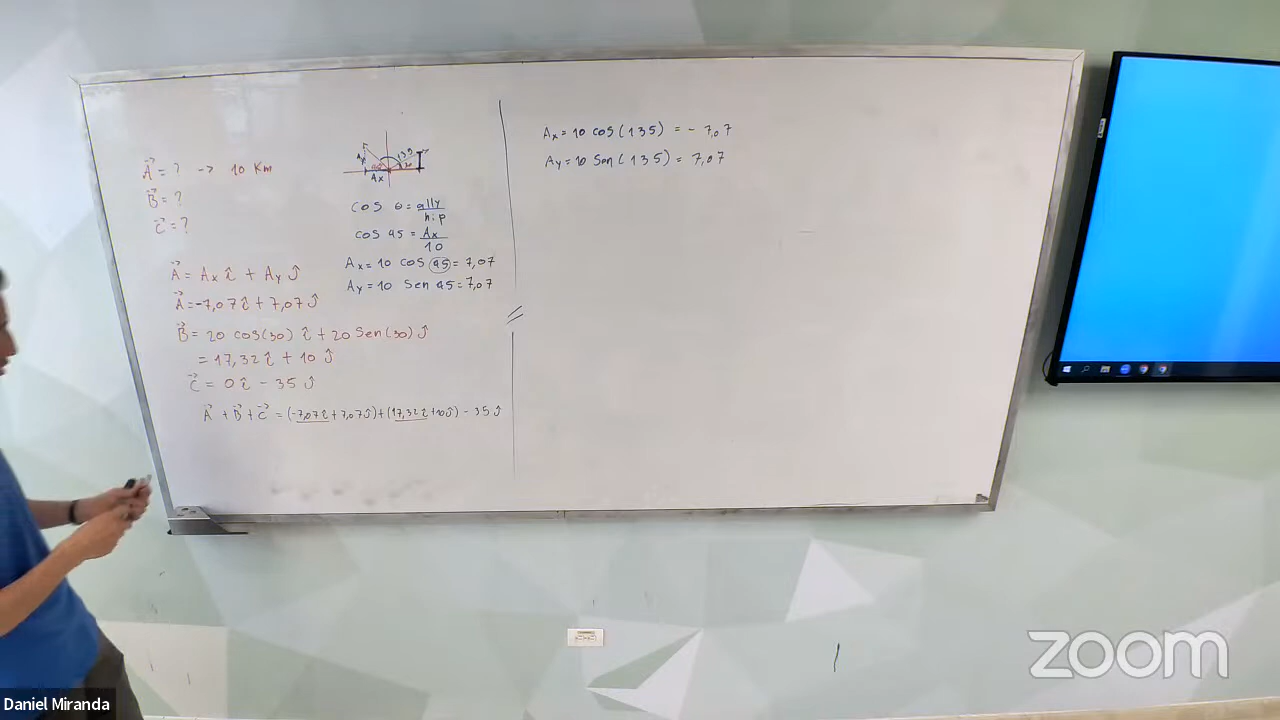 A⃗ = ? -> 10 Km
B⃗ = ?
C⃗ = ?
A⃗ = Ax î + Ay ĵ
A⃗ = -7,07 î + 7,07 ĵ
B⃗ = 20 cos(30) î + 20 Sen(30) ĵ
= 17,32 î + 10 ĵ
C⃗ = 0 î - 35 ĵ
A⃗ + B⃗ + C⃗ = (-7,07 î + 7,07 ĵ) + (17,32 î + 10 ĵ) - 35 ĵ
Ay
Ax
cos θ = ady
hip
cos 45 = Ax
10
Ax = 10 cos 45 = 7,07
Ay = 10 Sen 45 = 7,07
Ax = 10 cos(135) = - 7,07
Ay = 10 Sen(135) = 7,07
zoom
Daniel Miranda